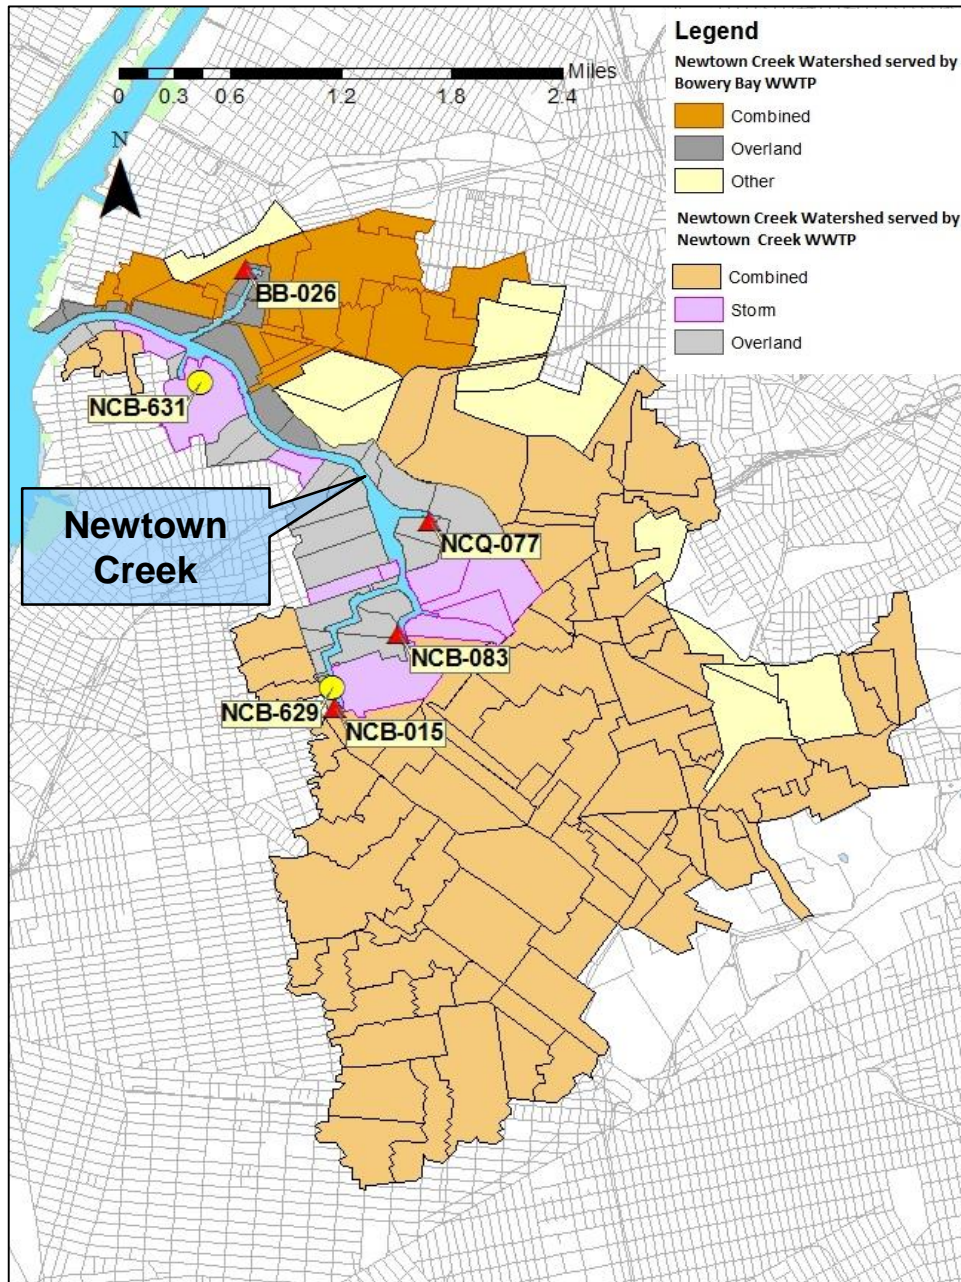 Legend
Newtown Creek Watershed served by
Bowery Bay WWTP
Combined
Overland
Other
Newtown Creek Watershed served by
Newtown Creek WWTP
Combined
Storm
Overland
Miles
0 0.3 0.6 1.2 1.8 2.4
N
BB-026
NCB-631
Newtown
Creek
NCQ-077
NCB-083
NCB-629
NCB-015